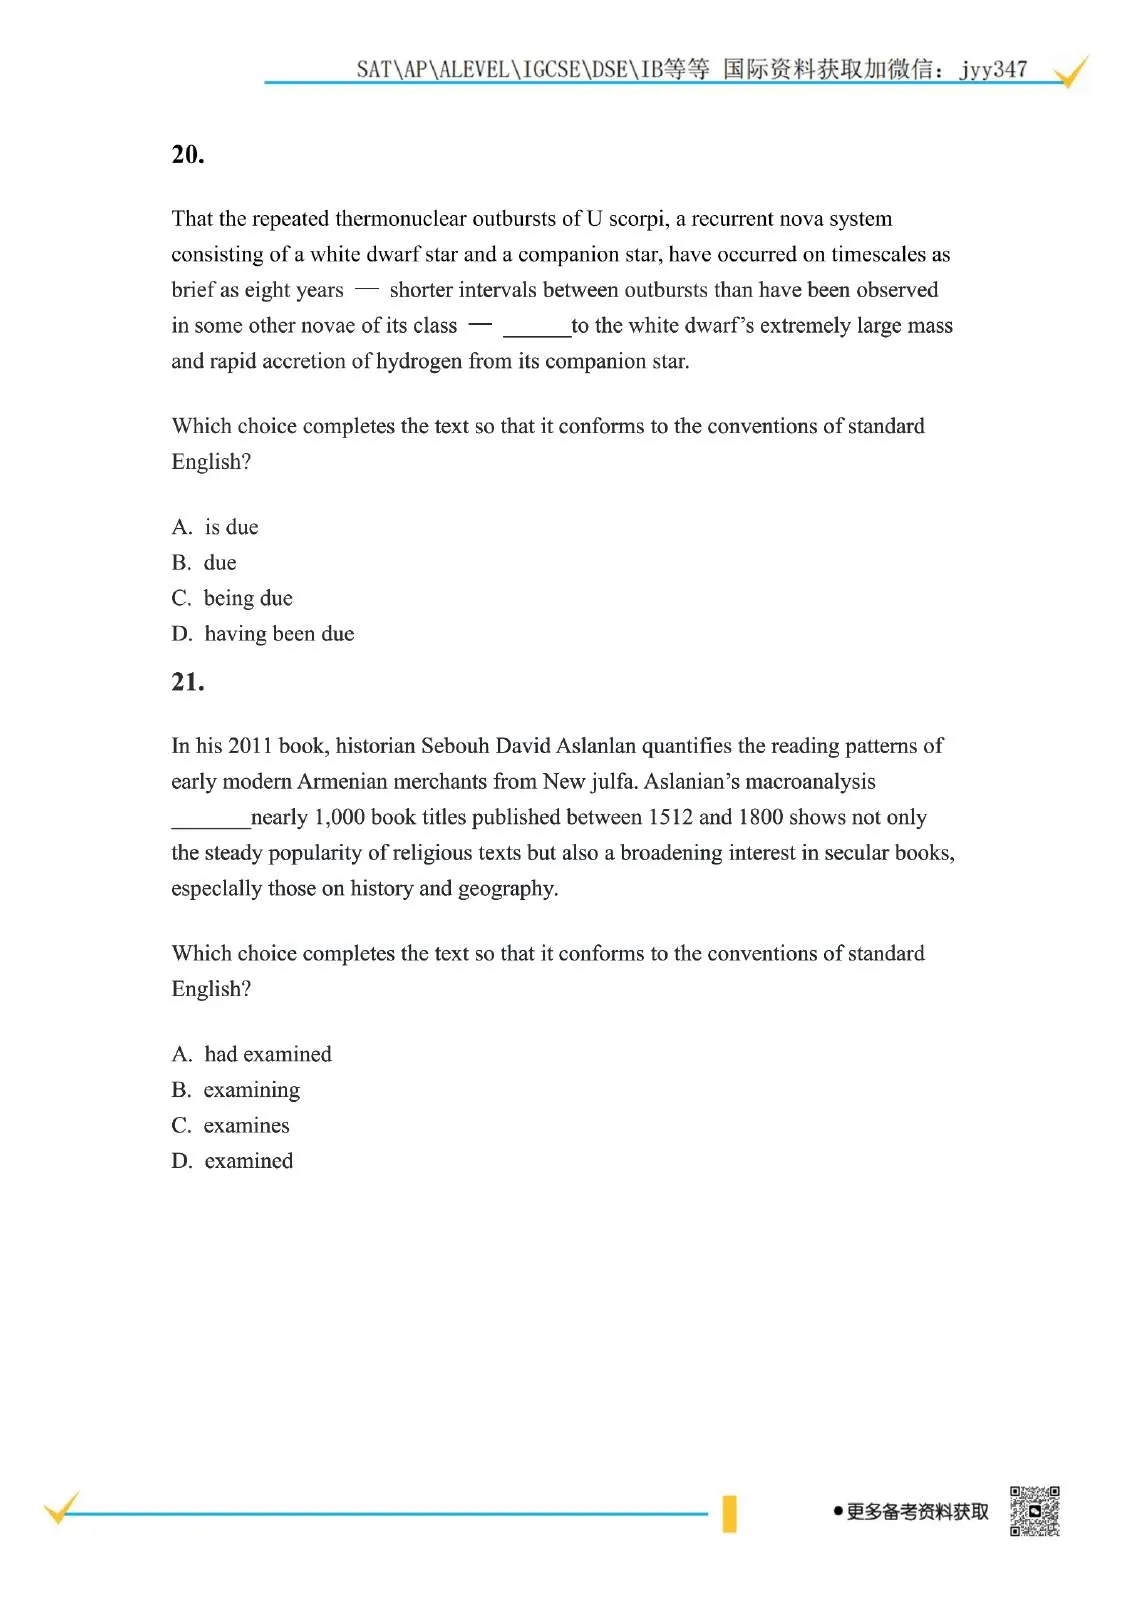 SAT\AP\ALEVEL\IGCSE\DSE\IB等等 国际资料获取加微信：jyy347
20.
That the repeated thermonuclear outbursts of U scorpi, a recurrent nova system
consisting of a white dwarf star and a companion star, have occurred on timescales as
brief as eight years — shorter intervals between outbursts than have been observed
in some other novae of its class — ______to the white dwarf's extremely large mass
and rapid accretion of hydrogen from its companion star.
Which choice completes the text so that it conforms to the conventions of standard
English?
A. is due
B. due
C. being due
D. having been due
21.
In his 2011 book, historian Sebouh David Aslanlan quantifies the reading patterns of
early modern Armenian merchants from New julfa. Aslanian's macroanalysis
_______nearly 1,000 book titles published between 1512 and 1800 shows not only
the steady popularity of religious texts but also a broadening interest in secular books,
especlally those on history and geography.
Which choice completes the text so that it conforms to the conventions of standard
English?
A. had examined
B. examining
C. examines
D. examined
●更多备考资料获取